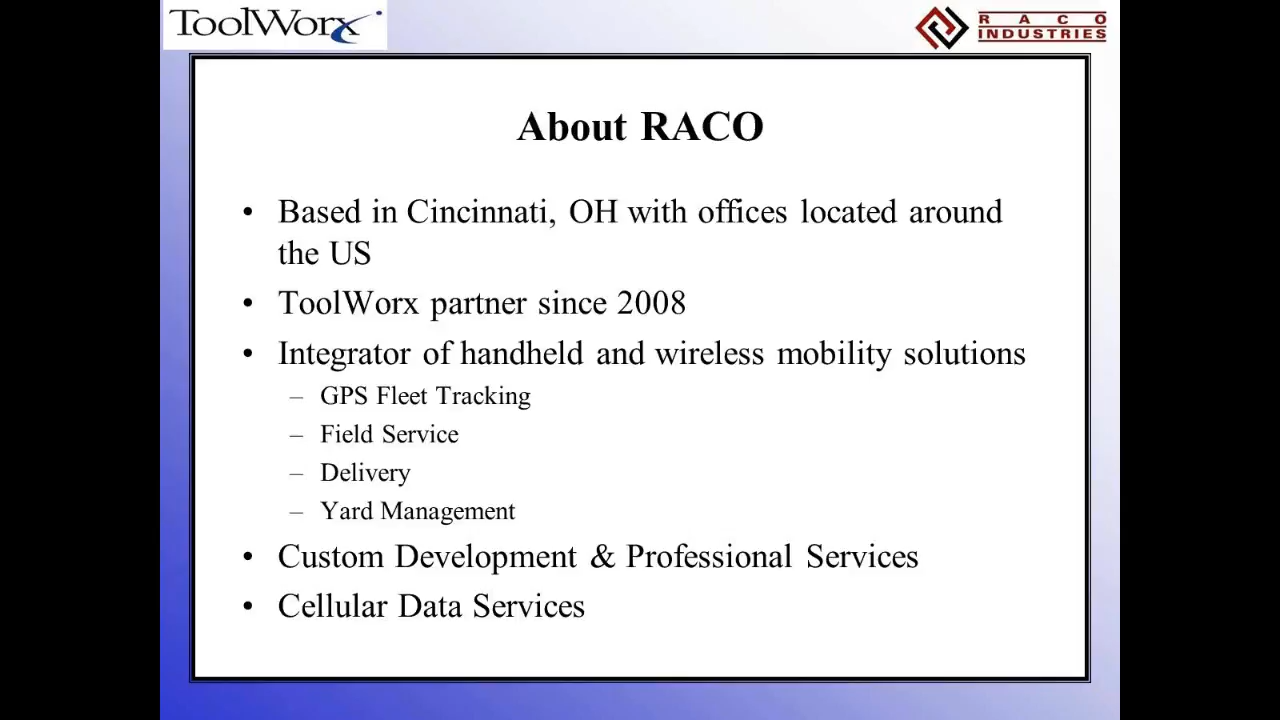 ToolWorx
RACO
INDUSTRIES
About RACO
• Based in Cincinnati, OH with offices located around
the US
• ToolWorx partner since 2008
• Integrator of handheld and wireless mobility solutions
– GPS Fleet Tracking
– Field Service
– Delivery
– Yard Management
• Custom Development & Professional Services
• Cellular Data Services